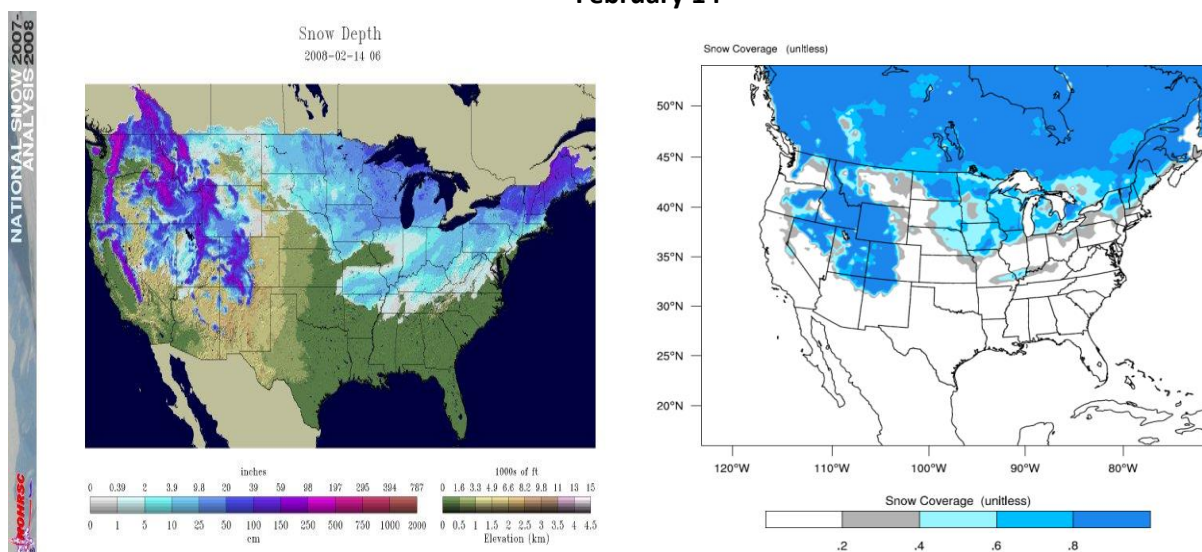 NATIONAL SNOW 2007-
ANALYSIS 2008
NOHRSC
Snow Depth
2008-02-14 06
inches
0 0.39 2 3.9 9.8 20 39 59 98 197 295 394 787
0 1 5 10 25 50 100 150 250 500 750 1000 2000
cm
1000s of ft
0 1.6 3.3 4.9 6.6 8.2 9.8 11 13 15
0 0.5 1 1.5 2 2.5 3 3.5 4 4.5
Elevation (km)
Snow Coverage (unitless)
50°N
45°N
40°N
35°N
30°N
25°N
20°N
120°W 110°W 100°W 90°W 80°W
Snow Coverage (unitless)
.2 .4 .6 .8